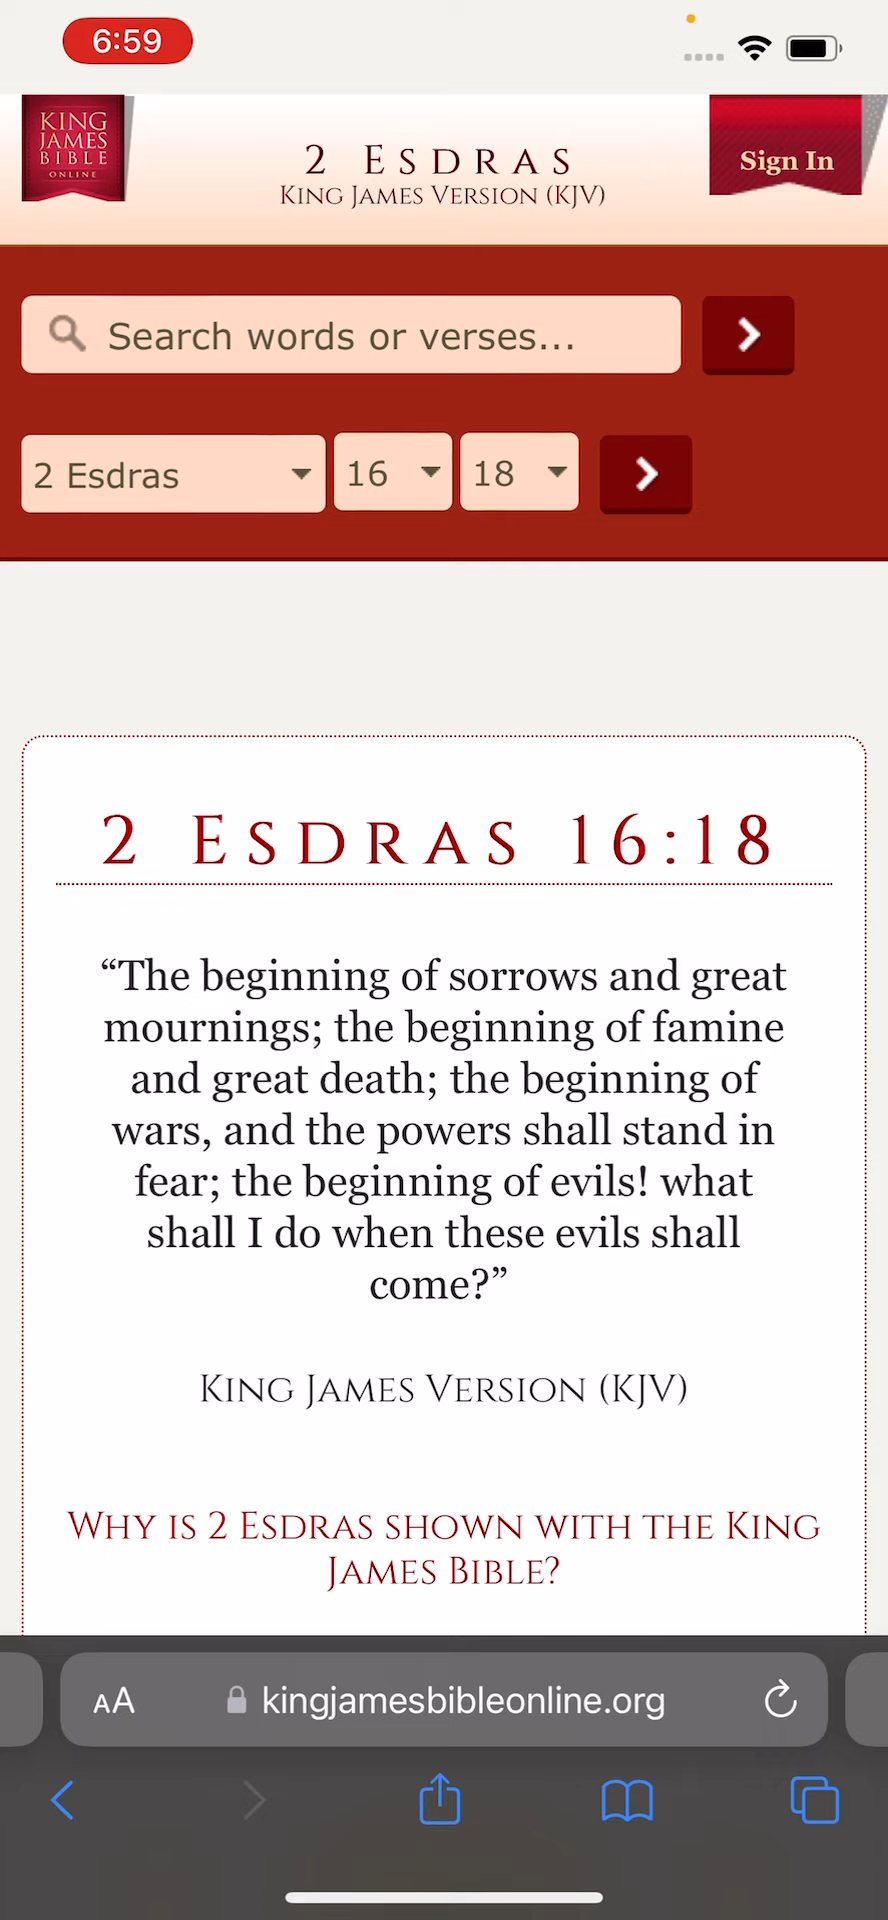 6:59
KING
JAMES
BIBLE
ONLINE
2 ESDRAS
KING JAMES VERSION (KJV)
Sign In
Search words or verses...
2 Esdras
16
18
2 ESDRAS 16:18
“The beginning of sorrows and great
mournings; the beginning of famine
and great death; the beginning of
wars, and the powers shall stand in
fear; the beginning of evils! what
shall I do when these evils shall
come?”
KING JAMES VERSION (KJV)
WHY IS 2 ESDRAS SHOWN WITH THE KING
JAMES BIBLE?
AA
kingjamesbibleonline.org